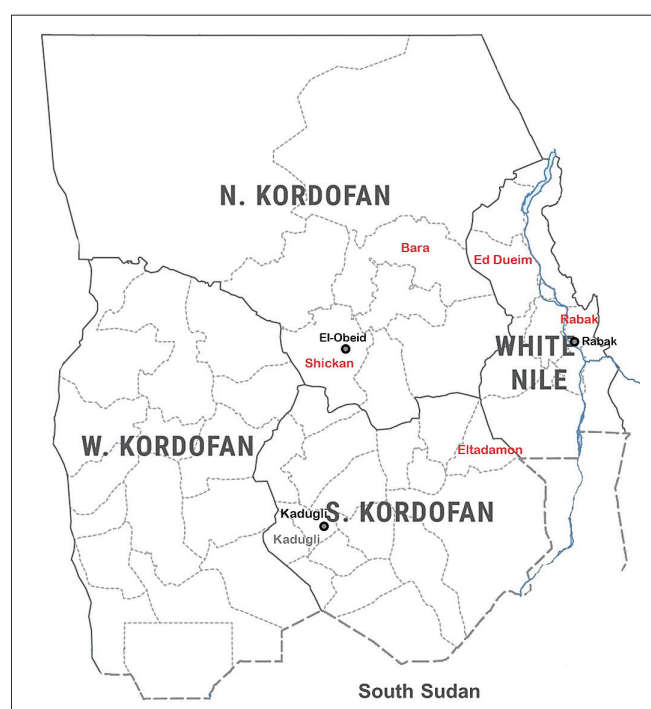 N. KORDOFAN
Bara
Ed Dueim
Rabak
El-Obeid
Rabak
Shickan
WHITE
NILE
W. KORDOFAN
Eltadamon
Kadugli
S. KORDOFAN
Kadugli
South Sudan